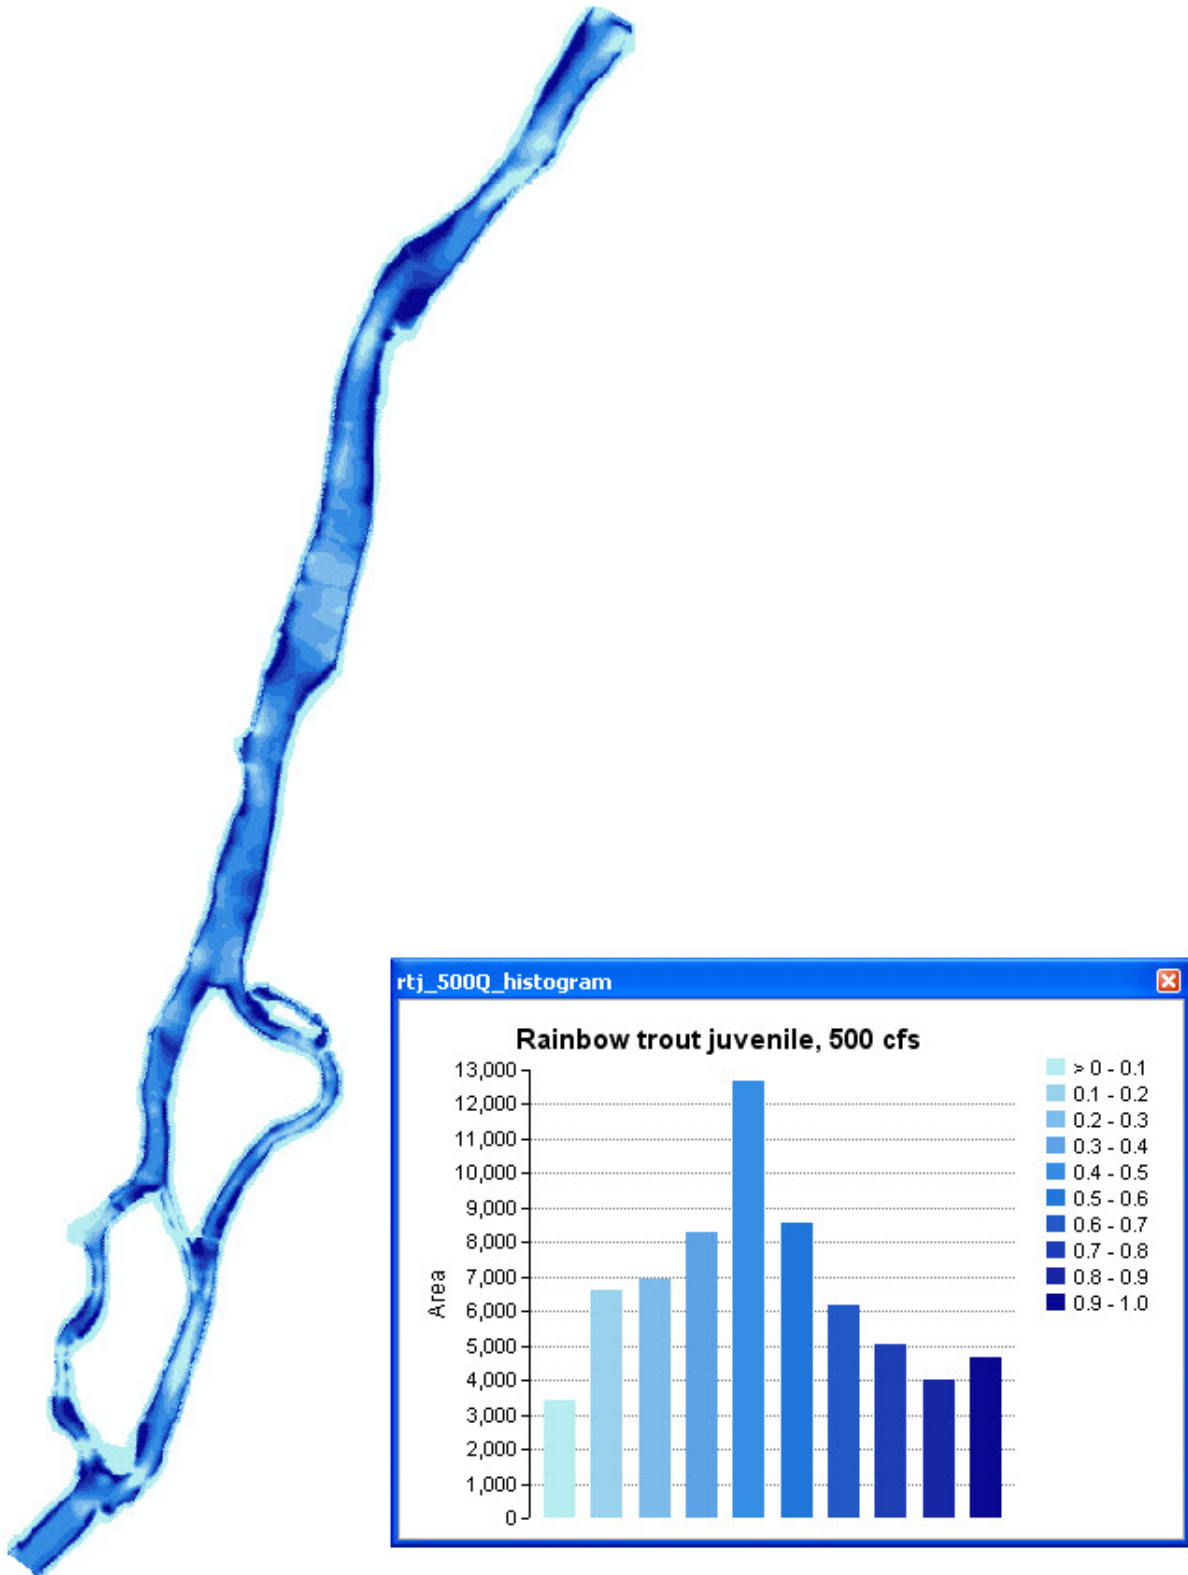 rtj_500Q_histogram
Rainbow trout juvenile, 500 cfs
13,000
12,000
11,000
10,000
9,000
8,000
7,000
6,000
5,000
4,000
3,000
2,000
1,000
0
Area
> 0 - 0.1
0.1 - 0.2
0.2 - 0.3
0.3 - 0.4
0.4 - 0.5
0.5 - 0.6
0.6 - 0.7
0.7 - 0.8
0.8 - 0.9
0.9 - 1.0